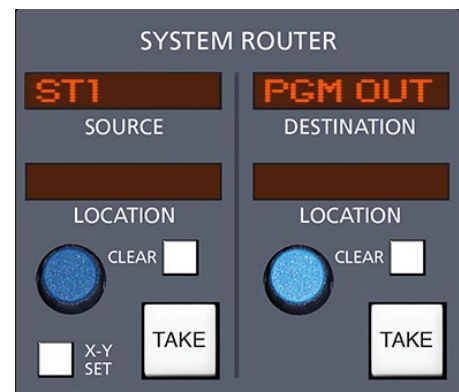 SYSTEM ROUTER
ST1
SOURCE
LOCATION
CLEAR
X-Y
SET
TAKE
PGM OUT
DESTINATION
LOCATION
CLEAR
TAKE